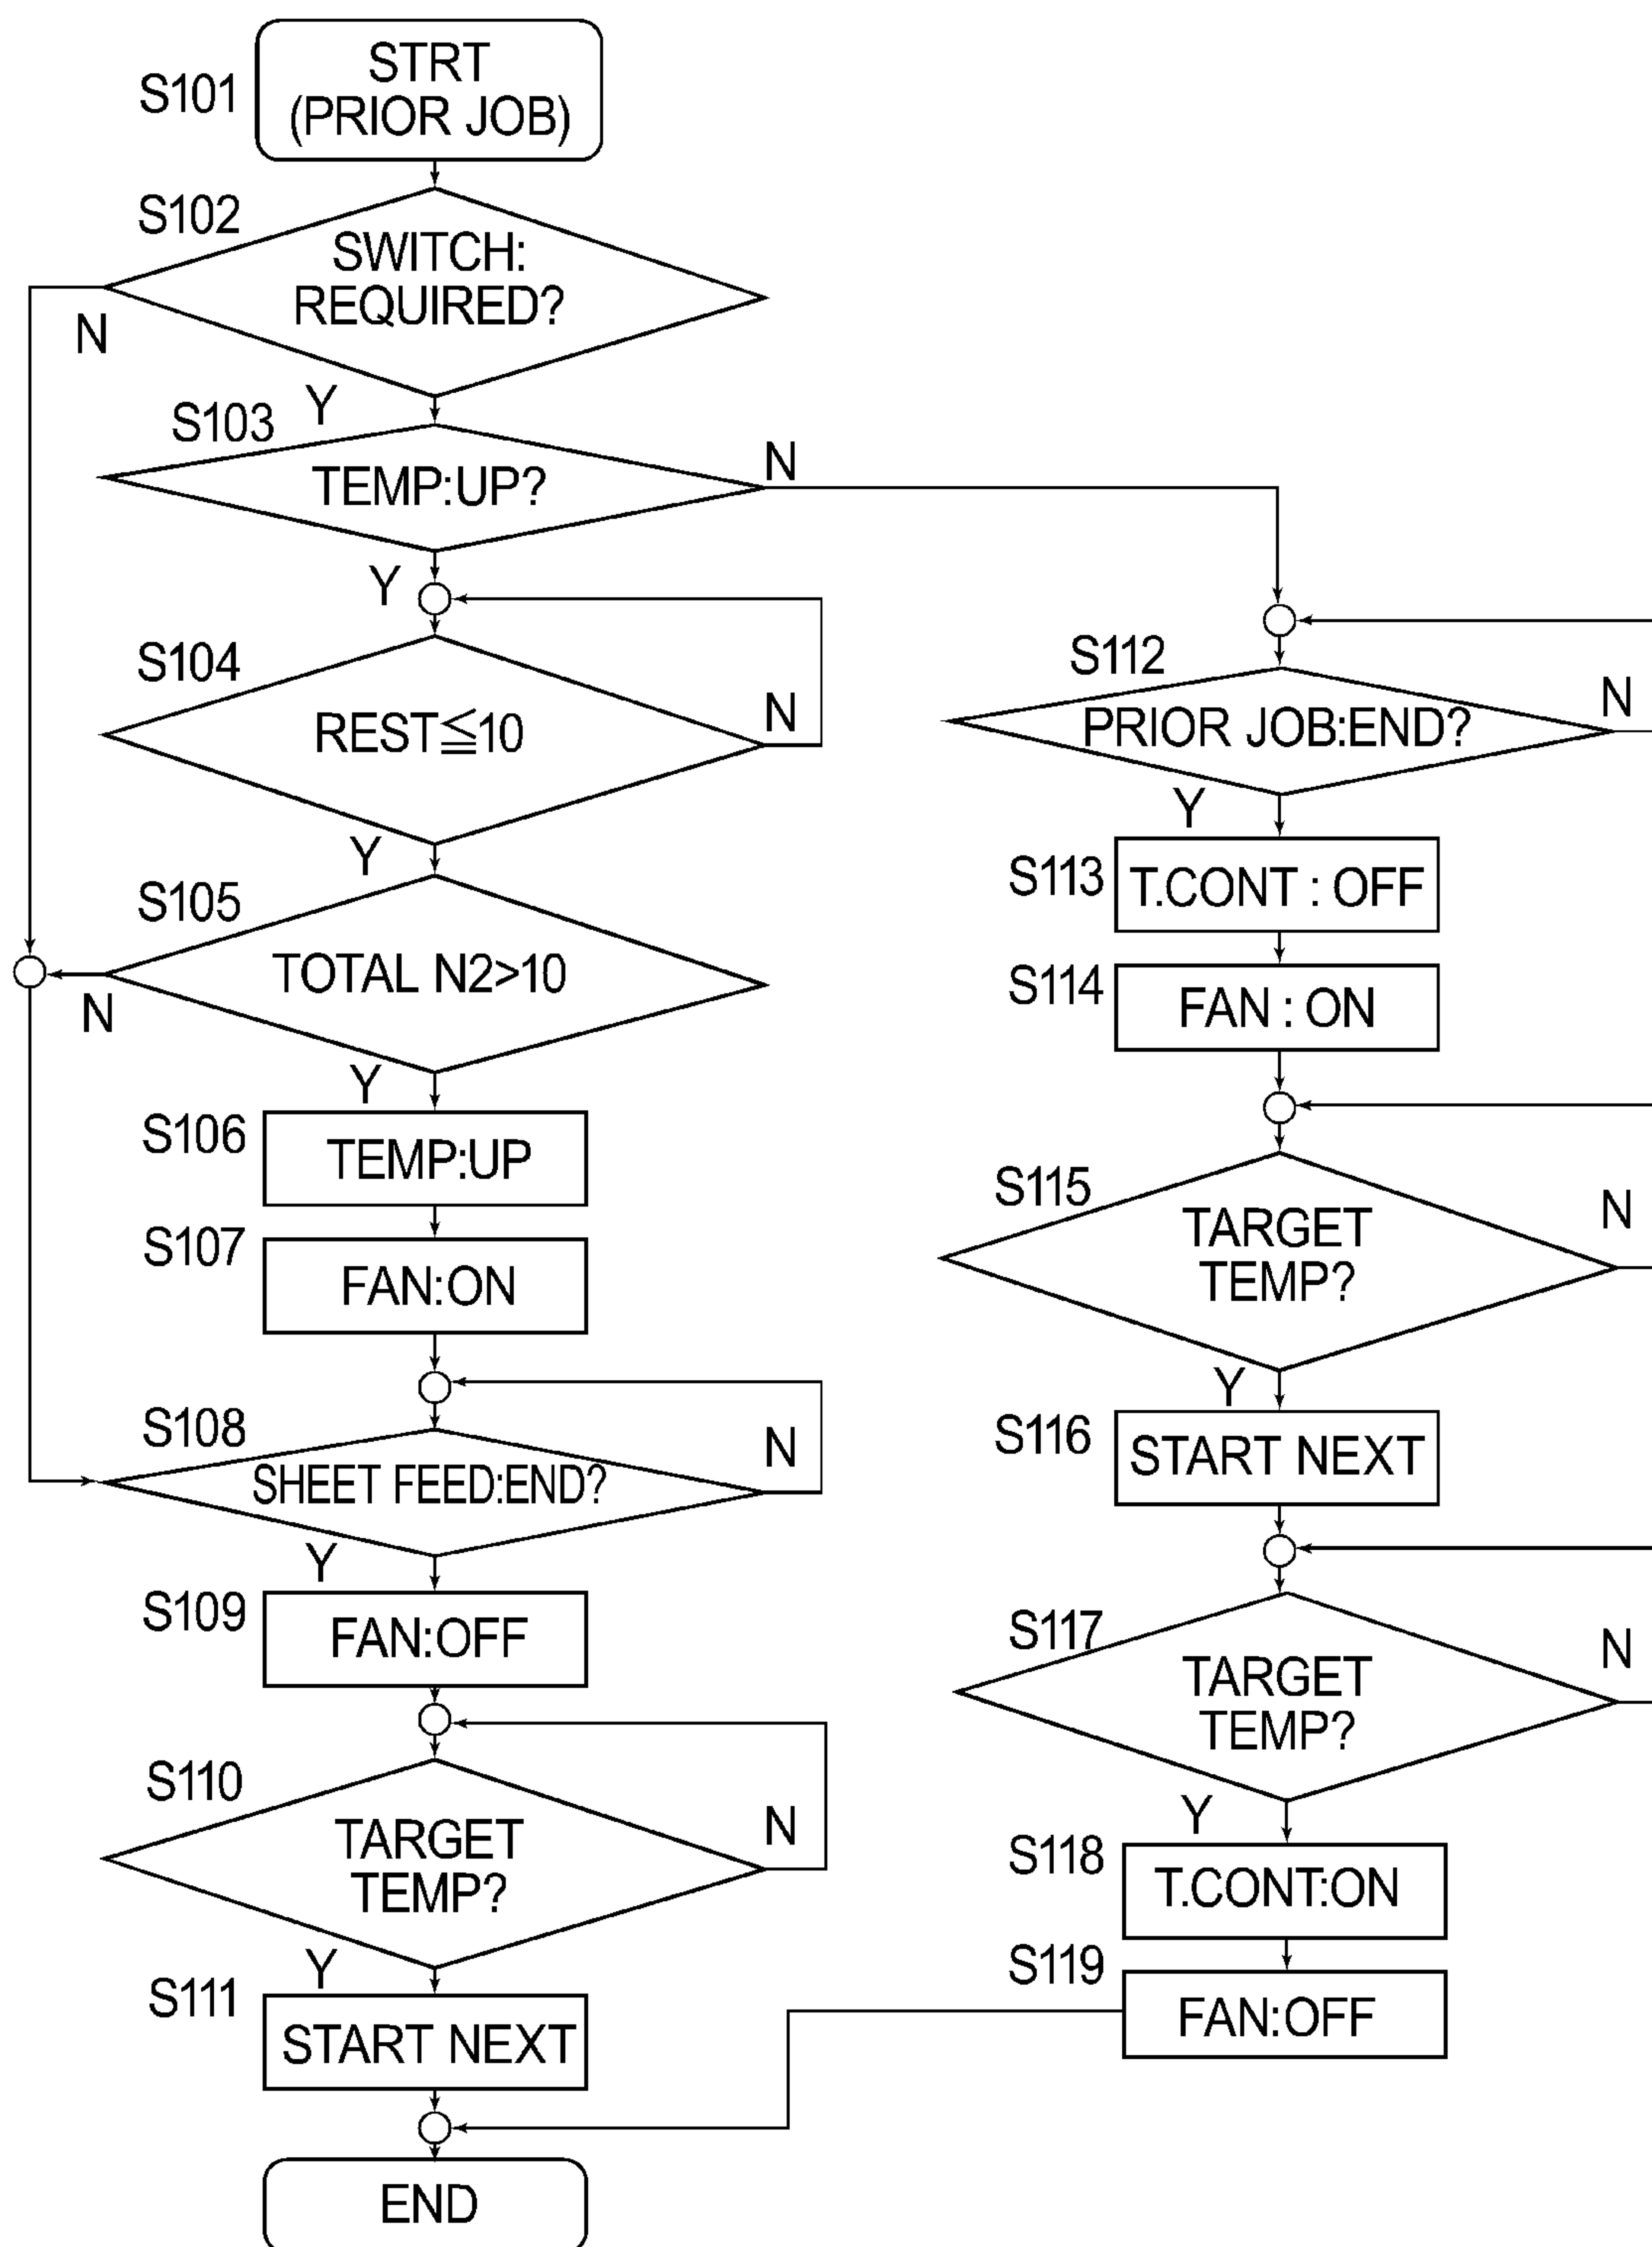 S101
STRT
(PRIOR JOB)
S102
SWITCH:
REQUIRED?
N
Y
S103
TEMP:UP?
N
Y
S104
REST≦10
N
Y
S105
TOTAL N2>10
N
Y
S106
TEMP:UP
S107
FAN:ON
S108
SHEET FEED:END?
N
Y
S109
FAN:OFF
S110
TARGET
TEMP?
N
Y
S111
START NEXT
END
S112
PRIOR JOB:END?
N
Y
S113
T.CONT : OFF
S114
FAN : ON
S115
TARGET
TEMP?
N
Y
S116
START NEXT
S117
TARGET
TEMP?
N
Y
S118
T.CONT:ON
S119
FAN:OFF